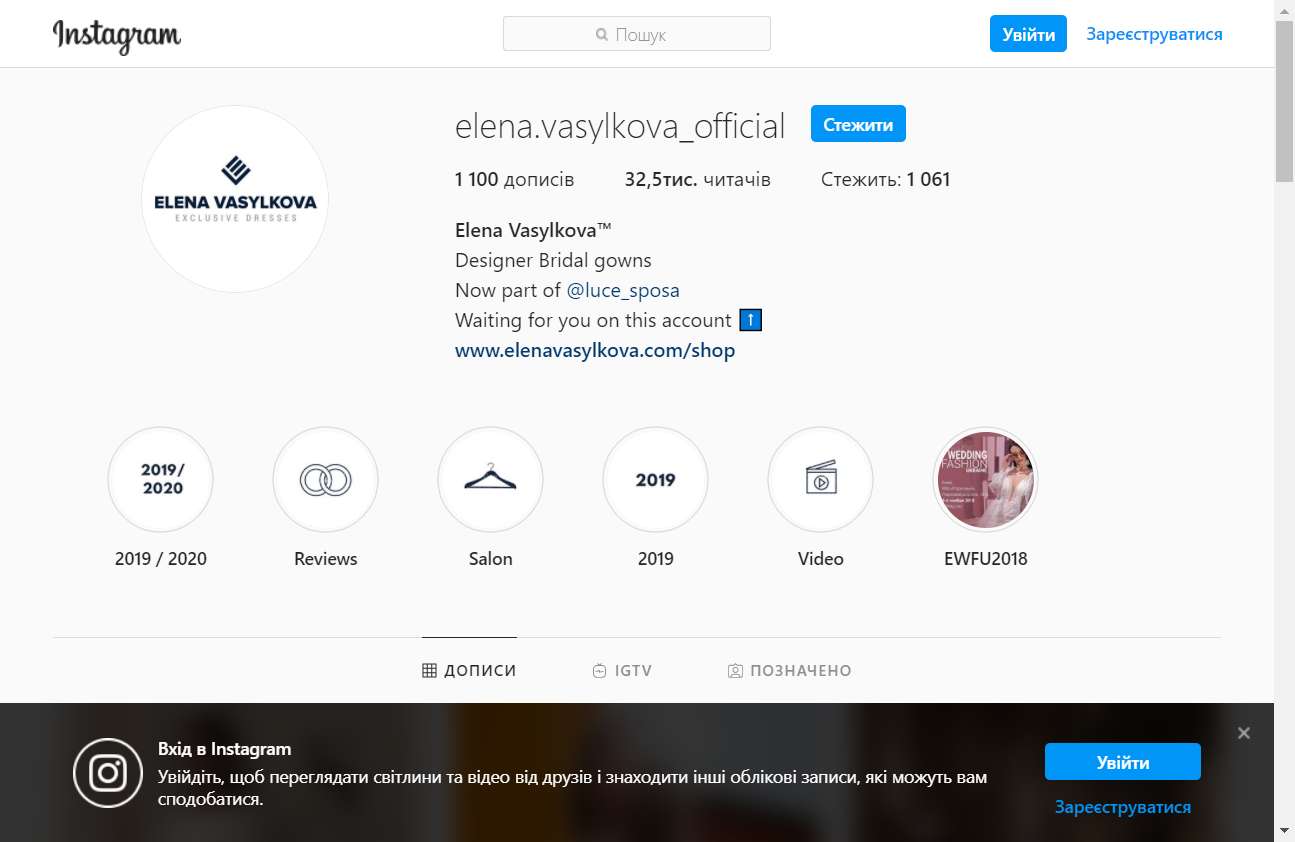 Instagram
Пошук
Увійти
Зареєструватися
ELENA VASYLKOVA
EXCLUSIVE DRESSES
elena.vasylkova_official
Стежити
1 100 дописів
32,5тис. читачів
Стежить: 1 061
Elena Vasylkova™
Designer Bridal gowns
Now part of @luce_sposa
Waiting for you on this account ⬆
www.elenavasylkova.com/shop
2019/
2020
2019
WEDDING
FASHION
UKRAINE
2019 / 2020
Reviews
Salon
2019
Video
EWFU2018
ДОПИСИ
IGTV
ПОЗНАЧЕНО
Вхід в Instagram
Увійдіть, щоб переглядати світлини та відео від друзів і знаходити інші облікові записи, які можуть вам
сподобатися.
Увійти
Зареєструватися